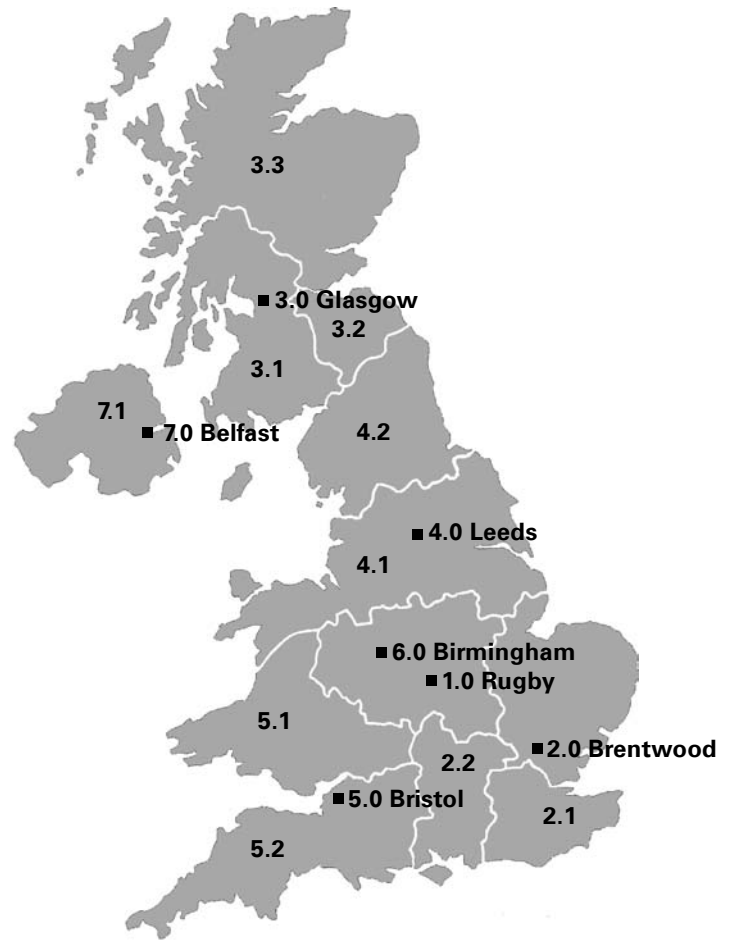 3.3
3.0 Glasgow
3.2
3.1
7.1
7.0 Belfast
4.2
4.0 Leeds
4.1
6.0 Birmingham
1.0 Rugby
5.1
2.0 Brentwood
2.2
5.0 Bristol
2.1
5.2